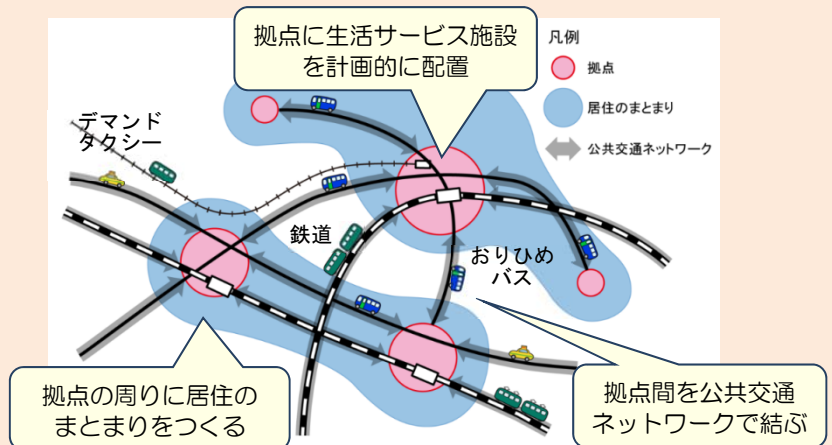 拠点に生活サービス施設
を計画的に配置
凡例
拠点
居住のまとまり
公共交通ネットワーク
デマンド
タクシー
鉄道
おりひめ
バス
拠点の周りに居住の
まとまりをつくる
拠点間を公共交通
ネットワークで結ぶ